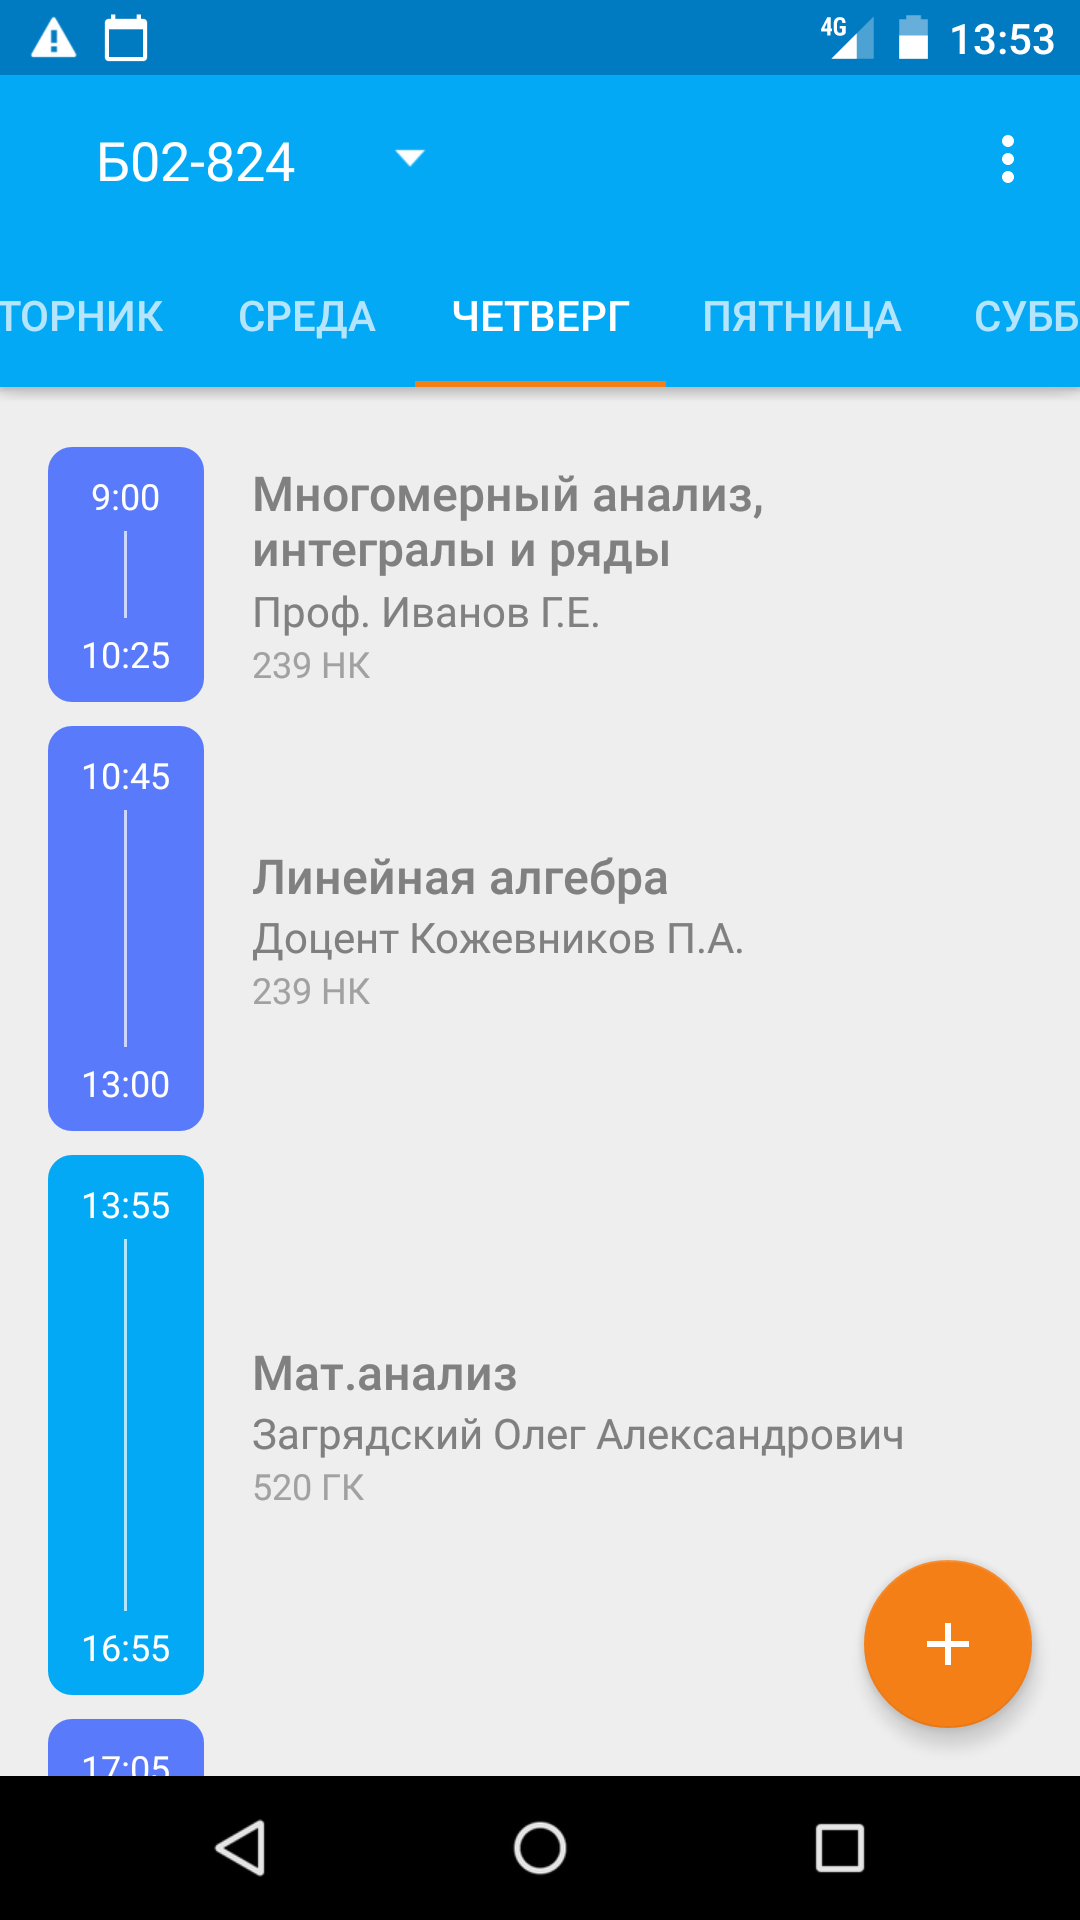 4G 13:53
Б02-824
ТОРНИК СРЕДА ЧЕТВЕРГ ПЯТНИЦА СУББ
9:00
10:25
Многомерный анализ,
интегралы и ряды
Проф. Иванов Г.Е.
239 НК
10:45
13:00
Линейная алгебра
Доцент Кожевников П.А.
239 НК
13:55
16:55
Мат.анализ
Загрядский Олег Александрович
520 ГК
17:05